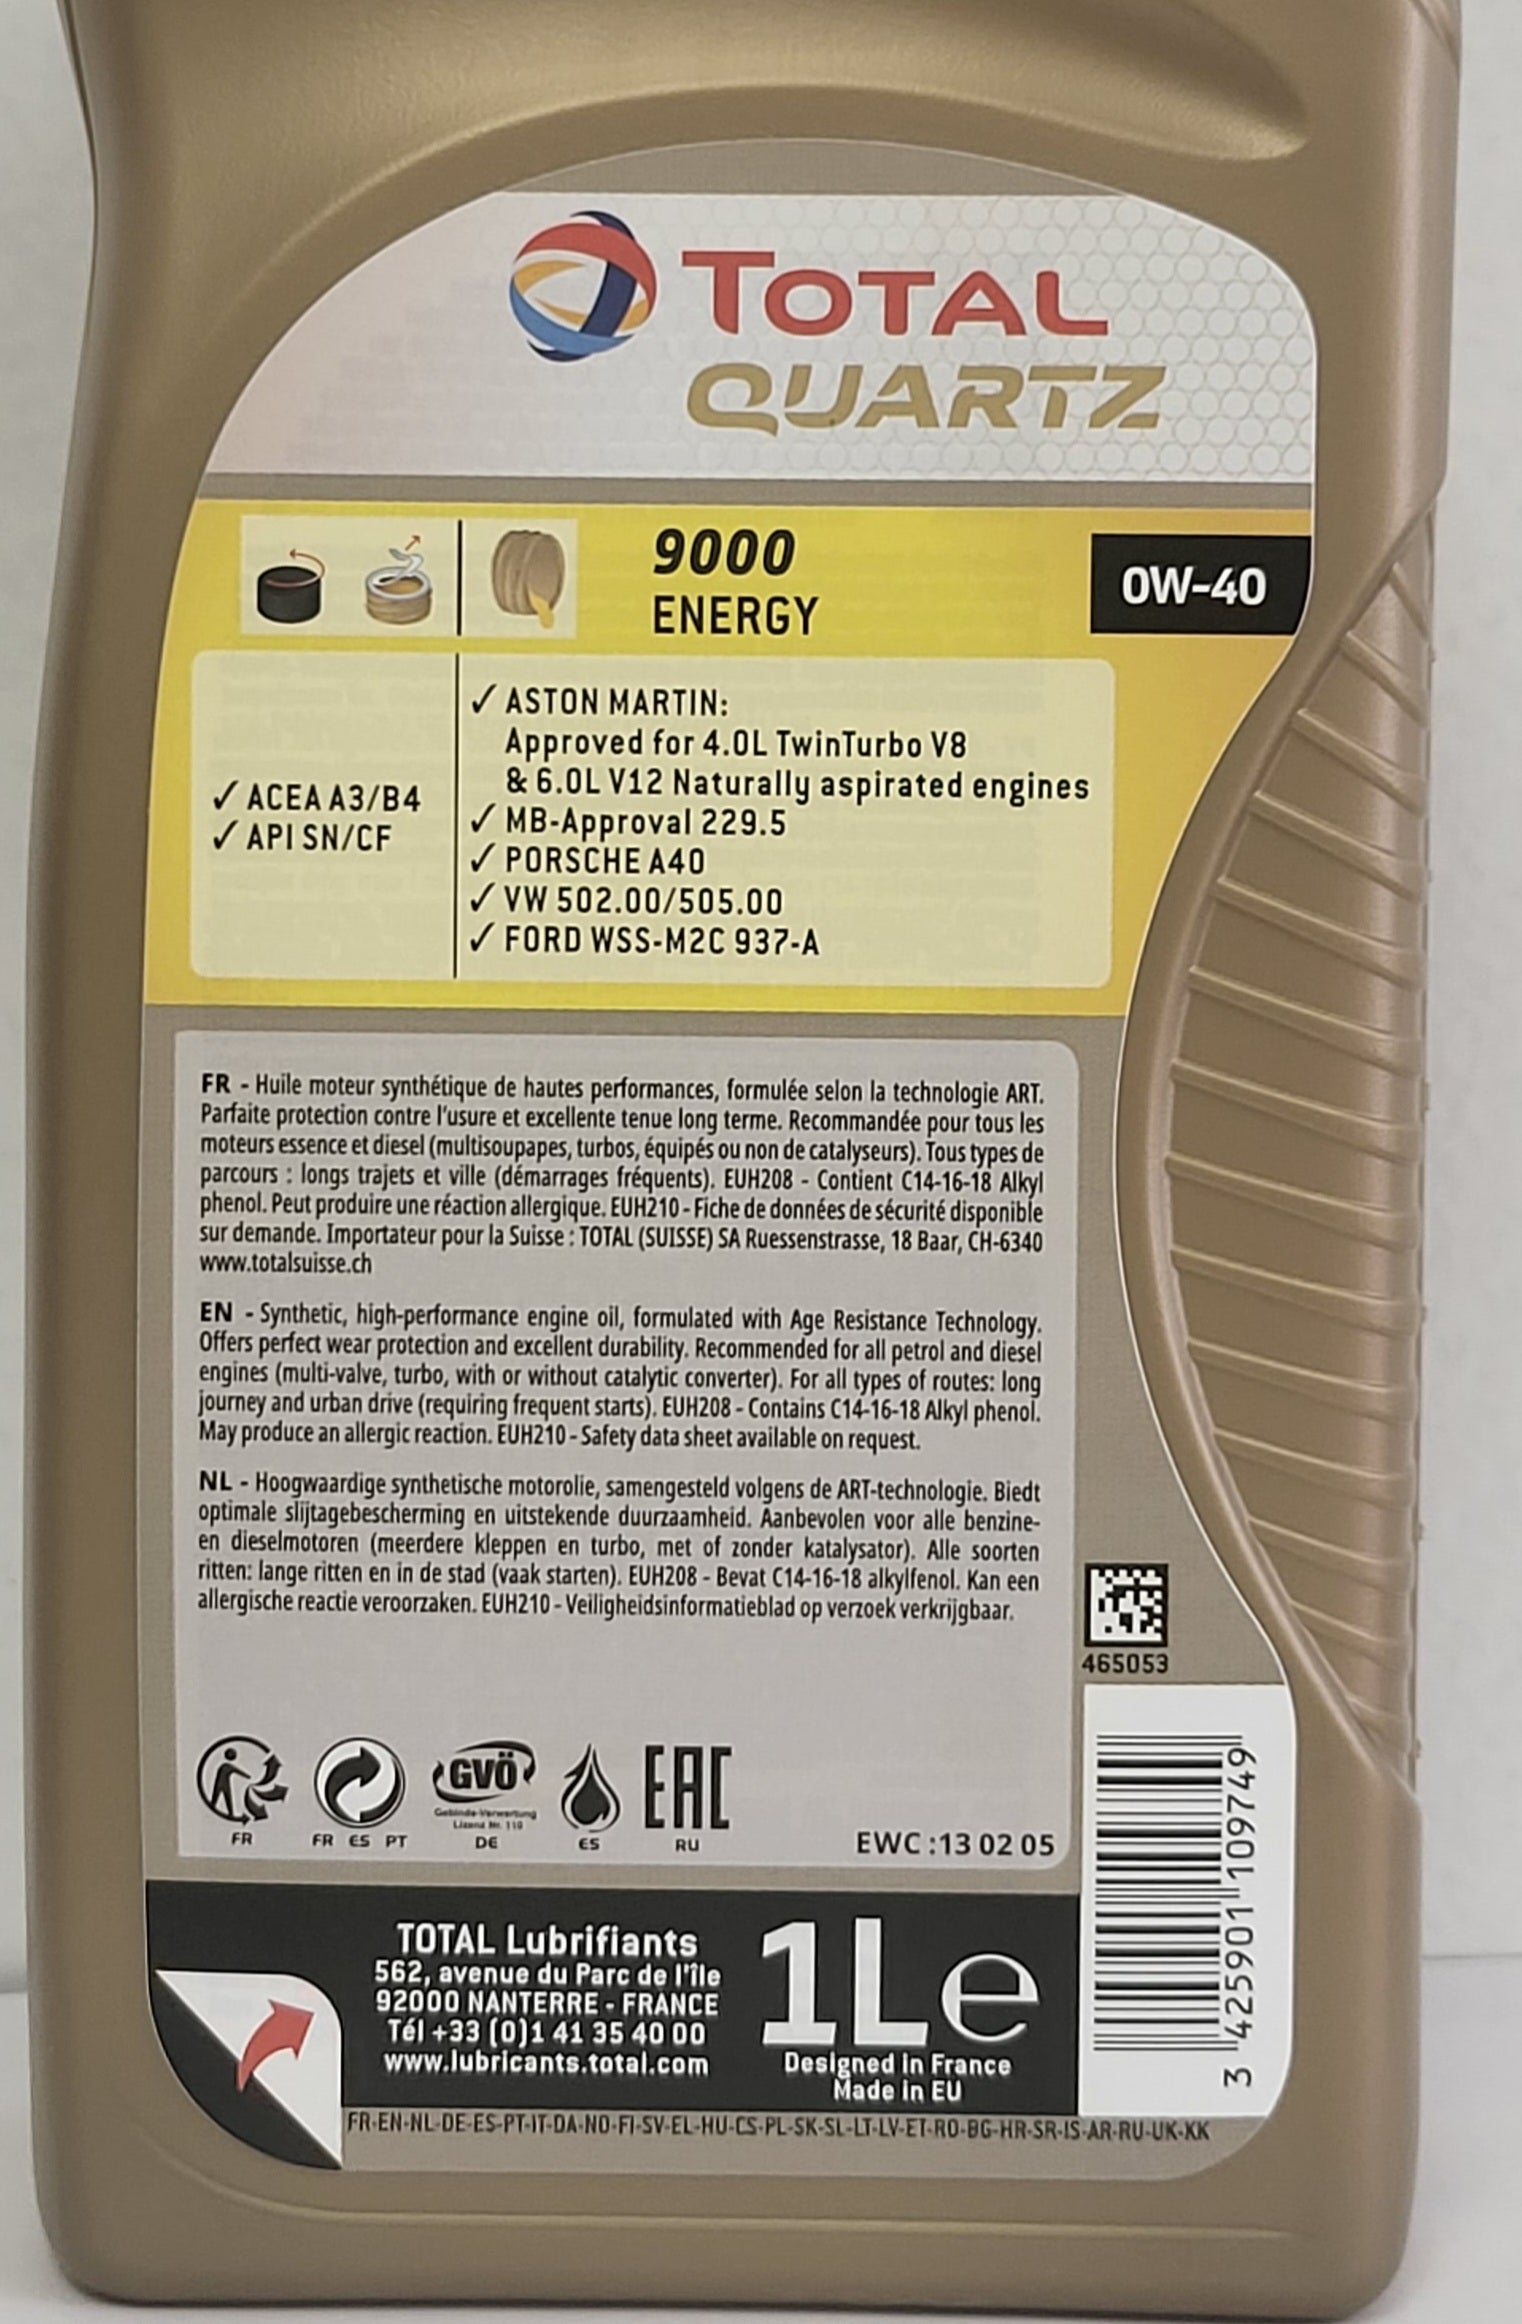 TOTAL
QUARTZ
9000
ENERGY
0W-40
✓ ACEA A3/B4
✓ API SN/CF
✓ ASTON MARTIN:
Approved for 4.0L TwinTurbo V8
& 6.0L V12 Naturally aspirated engines
✓ MB-Approval 229.5
✓ PORSCHE A40
✓ VW 502.00/505.00
✓ FORD WSS-M2C 937-A
FR - Huile moteur synthétique de hautes performances, formulée selon la technologie ART.
Parfaite protection contre l'usure et excellente tenue long terme. Recommandée pour tous les
moteurs essence et diesel (multisoupapes, turbos, équipés ou non de catalyseurs). Tous types de
parcours : longs trajets et ville (démarrages fréquents). EUH208 - Contient C14-16-18 Alkyl
phenol. Peut produire une réaction allergique. EUH210 - Fiche de données de sécurité disponible
sur demande. Importateur pour la Suisse : TOTAL (SUISSE) SA Ruessenstrasse, 18 Baar, CH-6340
www.totalsuisse.ch
EN - Synthetic, high-performance engine oil, formulated with Age Resistance Technology.
Offers perfect wear protection and excellent durability. Recommended for all petrol and diesel
engines (multi-valve, turbo, with or without catalytic converter). For all types of routes: long
journey and urban drive (requiring frequent starts). EUH208 - Contains C14-16-18 Alkyl phenol.
May produce an allergic reaction. EUH210 - Safety data sheet available on request.
NL - Hoogwaardige synthetische motorolie, samengesteld volgens de ART-technologie. Biedt
optimale slijtagebescherming en uitstekende duurzaamheid. Aanbevolen voor alle benzine-
en dieselmotoren (meerdere kleppen en turbo, met of zonder katalysator). Alle soorten
ritten: lange ritten en in de stad (vaak starten). EUH208 - Bevat C14-16-18 alkylfenol. Kan een
allergische reactie veroorzaken. EUH210 - Veiligheidsinformatieblad op verzoek verkrijgbaar.
465053
GVÖ
Gebinde-Verwertung
Lizenz Nr. 110
EAC
FR
FR ES PT
DE
ES
RU
EWC :13 02 05
3 425901 109749
TOTAL Lubrifiants
562, avenue du Parc de l'île
92000 NANTERRE - FRANCE
Tél +33 (0)1 41 35 40 00
www.lubricants.total.com
1L e
Designed in France
Made in EU
FR-EN-NL-DE-ES-PT-IT-DA-NO-FI-SV-EL-HU-CS-PL-SK-SL-LT-LV-ET-RO-BG-HR-SR-IS-AR-RU-UK-KK